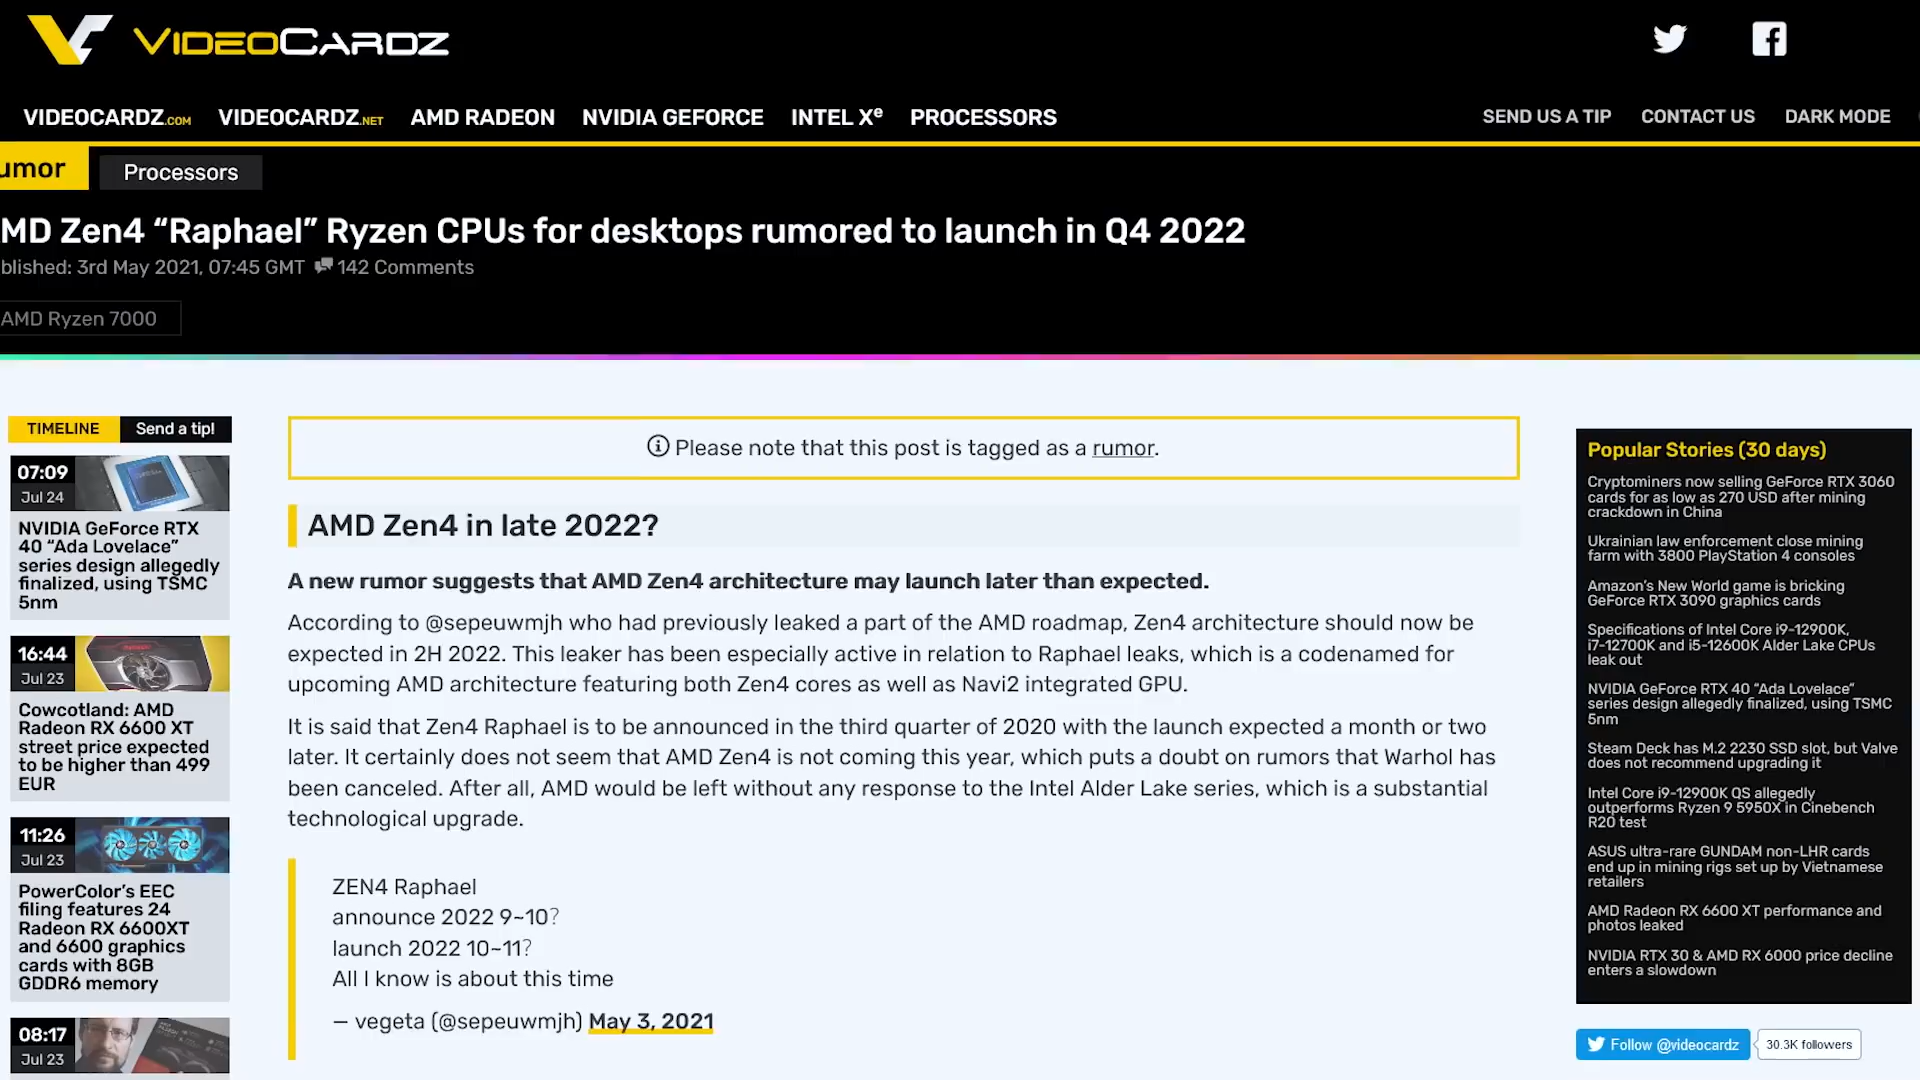 VIDEOCARDZ
VIDEOCARDZ.COM VIDEOCARDZ.NET AMD RADEON NVIDIA GEFORCE INTEL Xe PROCESSORS
SEND US A TIP CONTACT US DARK MODE
umor Processors
MD Zen4 “Raphael” Ryzen CPUs for desktops rumored to launch in Q4 2022
blished: 3rd May 2021, 07:45 GMT 142 Comments
AMD Ryzen 7000
TIMELINE Send a tip!
07:09
Jul 24
NVIDIA GeForce RTX
40 “Ada Lovelace”
series design allegedly
finalized, using TSMC
5nm
16:44
Jul 23
Cowcotland: AMD
Radeon RX 6600 XT
street price expected
to be higher than 499
EUR
11:26
Jul 23
PowerColor’s EEC
filing features 24
Radeon RX 6600XT
and 6600 graphics
cards with 8GB
GDDR6 memory
08:17
Jul 23
Please note that this post is tagged as a rumor.
AMD Zen4 in late 2022?
A new rumor suggests that AMD Zen4 architecture may launch later than expected.
According to @sepeuwmjh who had previously leaked a part of the AMD roadmap, Zen4 architecture should now be
expected in 2H 2022. This leaker has been especially active in relation to Raphael leaks, which is a codenamed for
upcoming AMD architecture featuring both Zen4 cores as well as Navi2 integrated GPU.
It is said that Zen4 Raphael is to be announced in the third quarter of 2020 with the launch expected a month or two
later. It certainly does not seem that AMD Zen4 is not coming this year, which puts a doubt on rumors that Warhol has
been canceled. After all, AMD would be left without any response to the Intel Alder Lake series, which is a substantial
technological upgrade.
ZEN4 Raphael
announce 2022 9~10?
launch 2022 10~11?
All I know is about this time
— vegeta (@sepeuwmjh) May 3, 2021
Popular Stories (30 days)
Cryptominers now selling GeForce RTX 3060
cards for as low as 270 USD after mining
crackdown in China
Ukrainian law enforcement close mining
farm with 3800 PlayStation 4 consoles
Amazon’s New World game is bricking
GeForce RTX 3090 graphics cards
Specifications of Intel Core i9-12900K,
i7-12700K and i5-12600K Alder Lake CPUs
leak out
NVIDIA GeForce RTX 40 “Ada Lovelace”
series design allegedly finalized, using TSMC
5nm
Steam Deck has M.2 2230 SSD slot, but Valve
does not recommend upgrading it
Intel Core i9-12900K QS allegedly
outperforms Ryzen 9 5950X in Cinebench
R20 test
ASUS ultra-rare GUNDAM non-LHR cards
end up in mining rigs set up by Vietnamese
retailers
AMD Radeon RX 6600 XT performance and
photos leaked
NVIDIA RTX 30 & AMD RX 6000 price decline
enters a slowdown
Follow @videocardz 30.3K followers